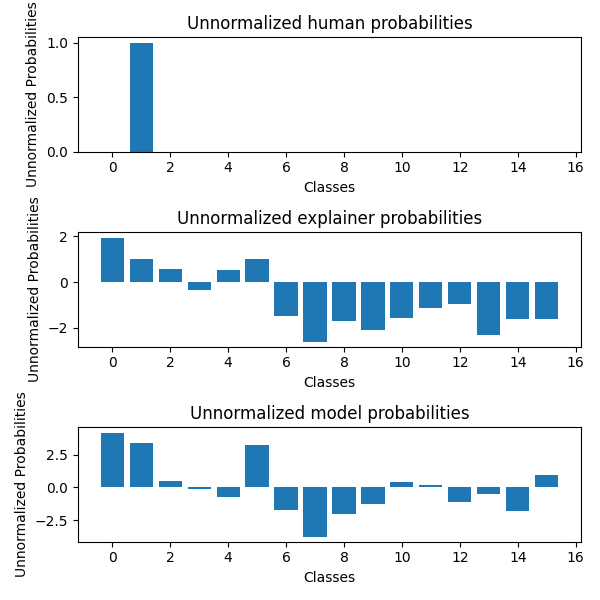 Unnormalized human probabilities
Unnormalized Probabilities
1.0
0.5
0.0
0 2 4 6 8 10 12 14 16
Classes
Unnormalized explainer probabilities
Unnormalized Probabilities
2
0
−2
0 2 4 6 8 10 12 14 16
Classes
Unnormalized model probabilities
Unnormalized Probabilities
2.5
0.0
−2.5
0 2 4 6 8 10 12 14 16
Classes